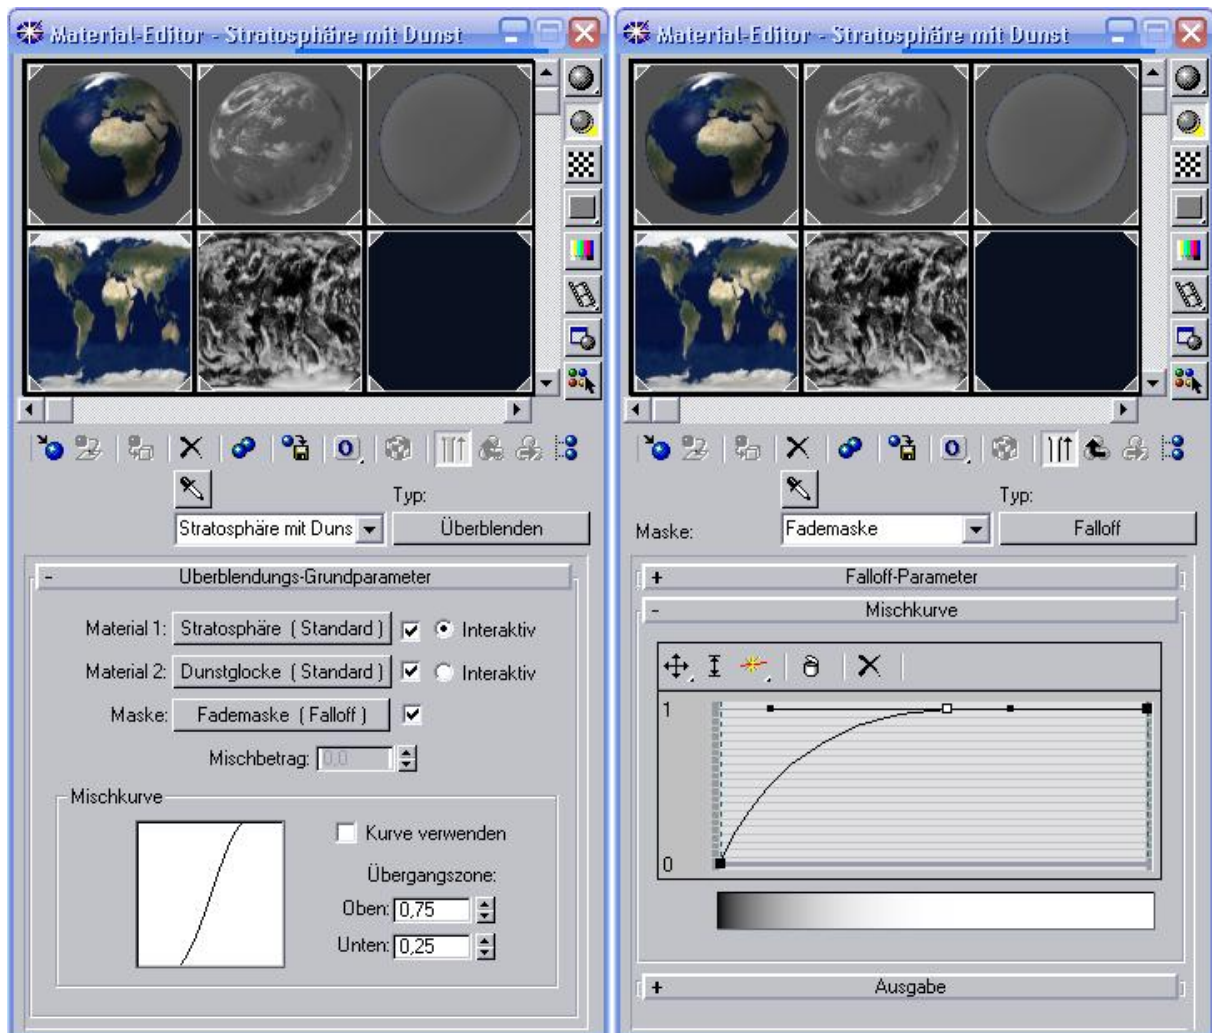 Material-Editor - Stratosphäre mit Dunst
Typ:
Stratosphäre mit Duns
Überblenden
- Überblendungs-Grundparameter
Material 1: Stratosphäre ( Standard ) Interaktiv
Material 2: Dunstglocke ( Standard ) Interaktiv
Maske: Fademaske ( Falloff )
Mischbetrag: 0,0
Mischkurve
Kurve verwenden
Übergangszone:
Oben: 0,75
Unten: 0,25
Material-Editor - Stratosphäre mit Dunst
Typ:
Maske: Fademaske Falloff
+ Falloff-Parameter
- Mischkurve
1
0
+ Ausgabe